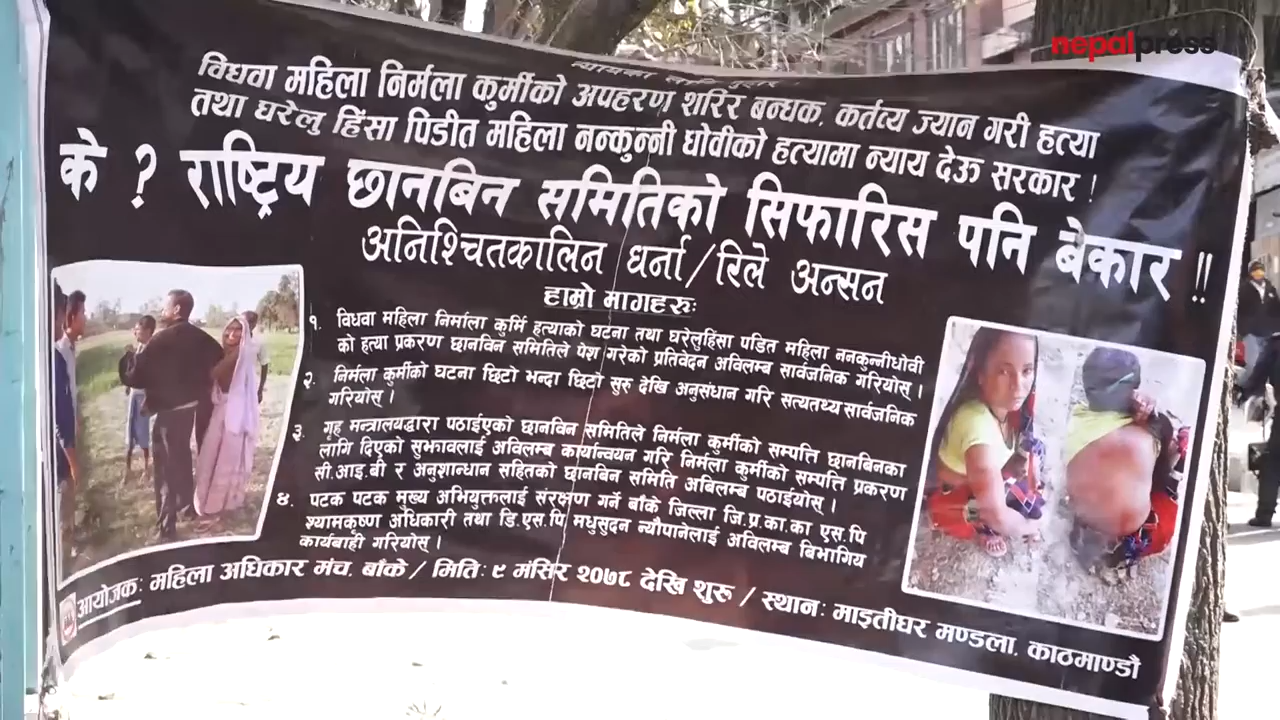 nepalpress
विधवा महिला निर्मला कुर्मीको अपहरण शरिर बन्धक, कर्तव्य ज्यान गरी हत्या
तथा घरेलु हिंसा पिडीत महिला नन्कुन्नी धोवीको हत्यामा न्याय देऊ सरकार !
के ? राष्ट्रिय छानबिन समितिको सिफारिस पनि बेकार !!
अनिश्चितकालिन धर्ना/रिले अन्सन
हाम्रो मागहरुः
१. विधवा महिला निर्माला कुर्मि हत्याको घटना तथा घरेलुहिंसा पडित महिला ननकुन्नीधोवी
को हत्या प्रकरण छानविन समितिले पेश गरेको प्रतिवेदन अविलम्ब सार्वजनिक गरियोस् ।
२. निर्मला कुर्मीको घटना छिटो भन्दा छिटो सुरु देखि अनुसंधान गरि सत्यतथ्य सार्वजनिक
गरियोस् ।
३. गृह मन्त्रालयद्वारा पठाईएको छानविन समितिले निर्मला कुर्मीको सम्पत्ति छानबिनका
लागि दिएको सुझावलाई अविलम्ब कार्यान्वयन गरि निर्मला कुर्मीको सम्पत्ति प्रकरण
सी.आइ.बी र अनुशान्धान सहितको छानबिन समिति अबिलम्ब पठाईयोस् ।
४. पटक पटक मुख्य अभियुक्तलाई संरक्षण गर्ने बाँके जिल्ला जि.प्र.का.का एस.पि
श्यामकृष्ण अधिकारी तथा डि.एस.पि मधुसुदन न्यौपानेलाई अविलम्ब बिभागिय
कार्यबाही गरियोस् ।
आयोजकः महिला अधिकार मंच, बाँके / मितिः ९ मंसिर २०७८ देखि शुरु / स्थानः माइतीघर मण्डला, काठमाण्डौ